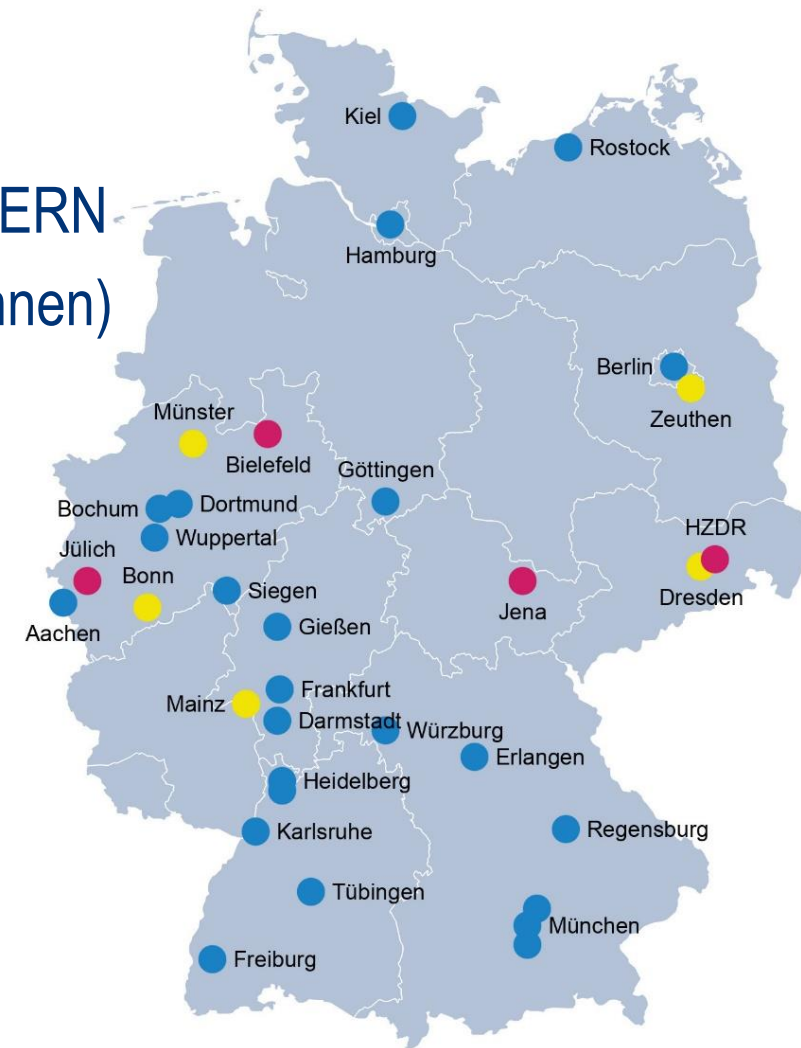 Kiel
Rostock
ERN
Hamburg
nnen)
Berlin
Zeuthen
Münster
Bielefeld
Göttingen
Bochum
Dortmund
HZDR
Wuppertal
Jülich
Bonn
Siegen
Jena
Dresden
Aachen
Gießen
Mainz
Frankfurt
Darmstadt
Würzburg
Erlangen
Heidelberg
Karlsruhe
Regensburg
Tübingen
München
Freiburg